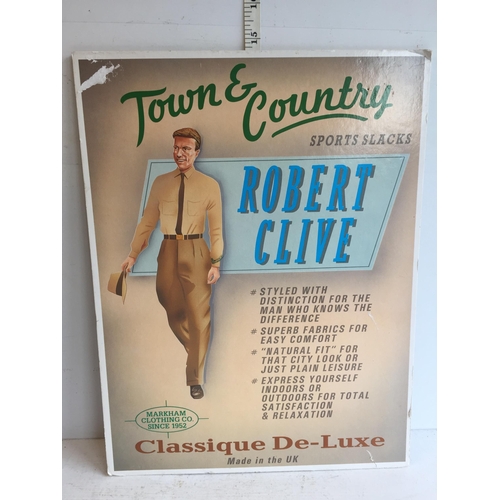 Town & Country
SPORTS SLACKS
ROBERT
CLIVE
* STYLED WITH
DISTINCTION FOR THE
MAN WHO KNOWS THE
DIFFERENCE
* SUPERB FABRICS FOR
EASY COMFORT
* "NATURAL FIT" FOR
THAT CITY LOOK OR
JUST PLAIN LEISURE
* EXPRESS YOURSELF
INDOORS OR
OUTDOORS FOR TOTAL
SATISFACTION
& RELAXATION
MARKHAM
CLOTHING CO.
SINCE 1952
Classique De-Luxe
Made in the UK